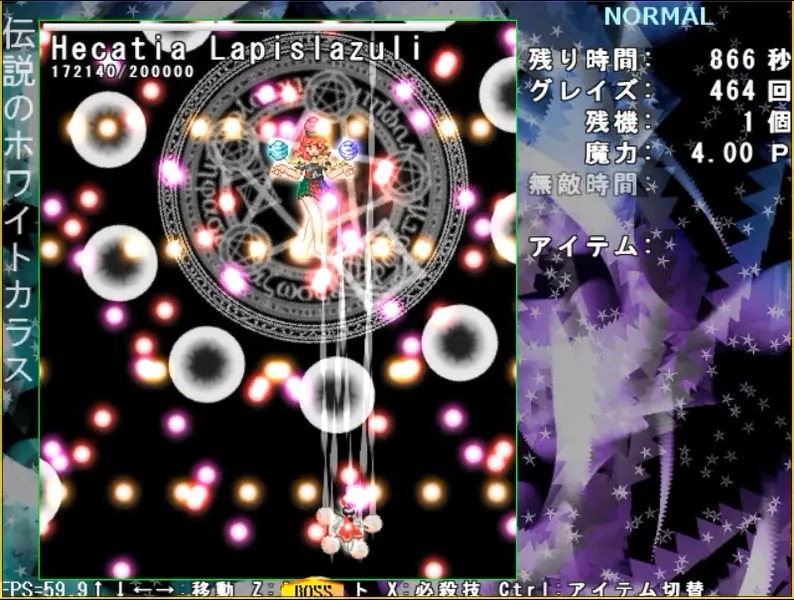 伝説のホワイトカラス
Hecatia Lapislazuli
172140/200000
NORMAL
残り時間: 866 秒
グレイズ: 464 回
残機: 1 個
魔力: 4.00 P
無敵時間:
アイテム:
FPS=59.9↑↓←→:移動 Z: BOSS ト X:必殺技 Ctrl:アイテム切替